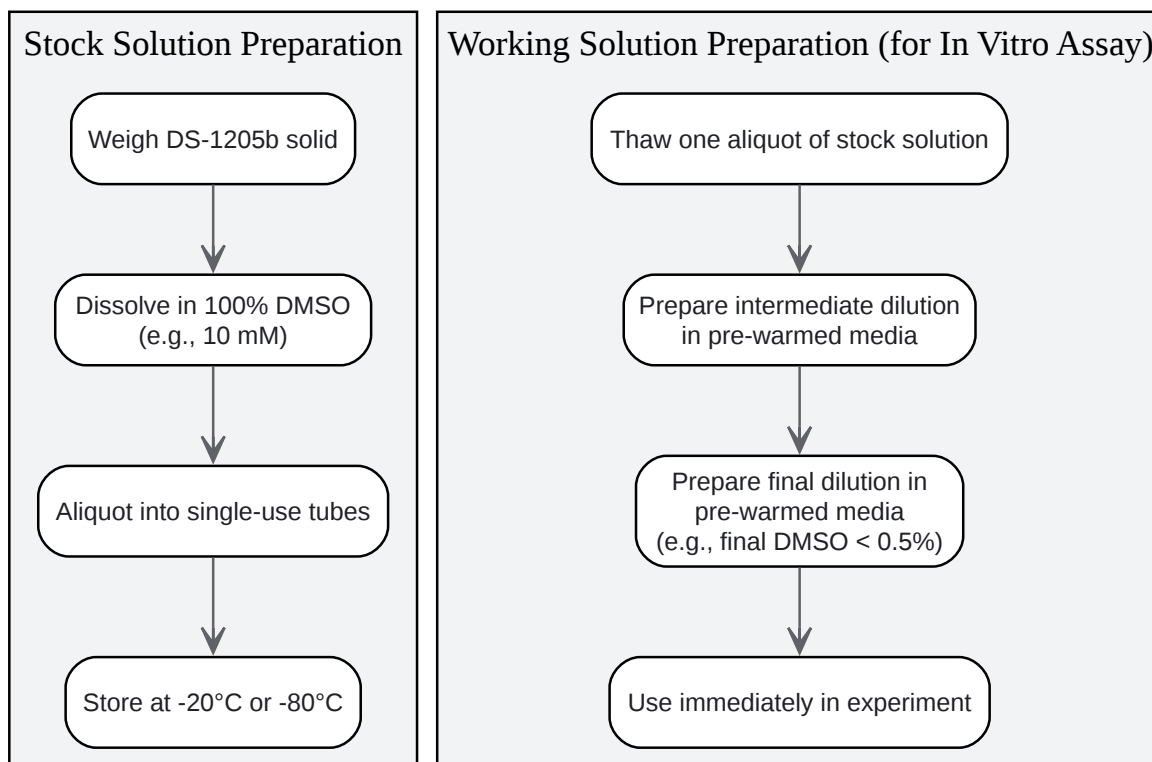 Stock Solution Preparation
Weigh DS-1205b solid
Dissolve in 100% DMSO
(e.g., 10 mM)
Aliquot into single-use tubes
Store at -20°C or -80°C
Working Solution Preparation (for In Vitro Assay)
Thaw one aliquot of stock solution
Prepare intermediate dilution
in pre-warmed media
Prepare final dilution in
pre-warmed media
(e.g., final DMSO < 0.5%)
Use immediately in experiment